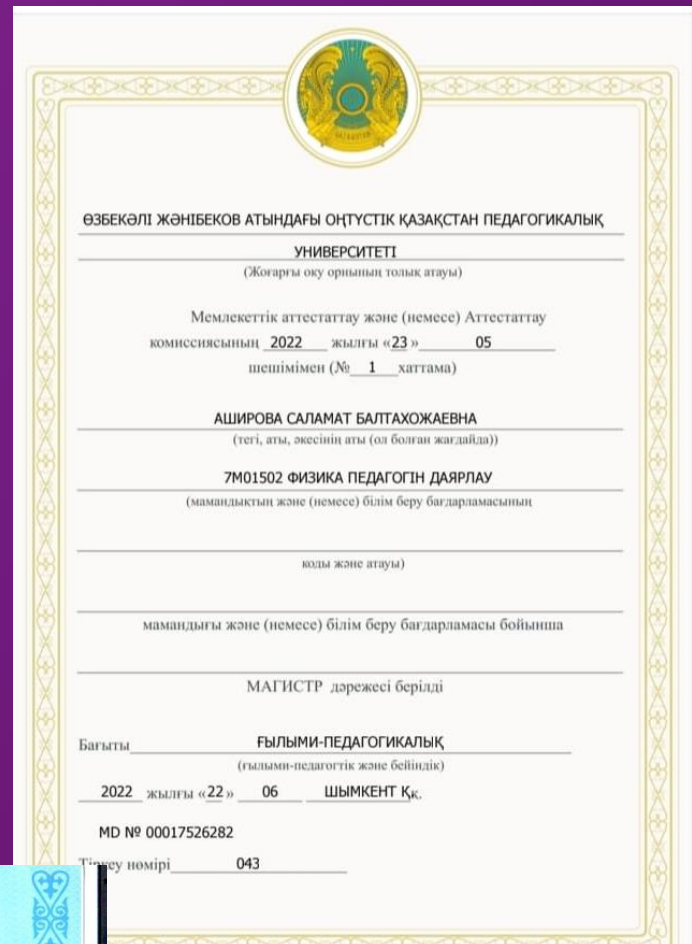 ӨЗБЕКӘЛІ ЖӘНІБЕКОВ АТЫНДАҒЫ ОҢТҮСТІК ҚАЗАҚСТАН ПЕДАГОГИКАЛЫҚ
УНИВЕРСИТЕТІ
(Жоғарғы оқу орнының толық атауы)
Мемлекеттік аттестаттау және (немесе) Аттестаттау
комиссиясының 2022 жылғы «23» 05
шешімімен (№ 1 хаттама)
АШИРОВА САЛАМАТ БАЛТАХОЖАЕВНА
(тегі, аты, әкесінің аты (ол болған жағдайда))
7M01502 ФИЗИКА ПЕДАГОГІН ДАЯРЛАУ
(мамандықтың және (немесе) білім беру бағдарламасының
коды және атауы)
мамандығы және (немесе) білім беру бағдарламасы бойынша
МАГИСТР дәрежесі берілді
Бағыты ҒЫЛЫМИ-ПЕДАГОГИКАЛЫҚ
(ғылыми-педагогтік және бейіндік)
2022 жылғы «22» 06 ШЫМКЕНТ Қк.
MD № 00017526282
Тіркеу нөмірі 043